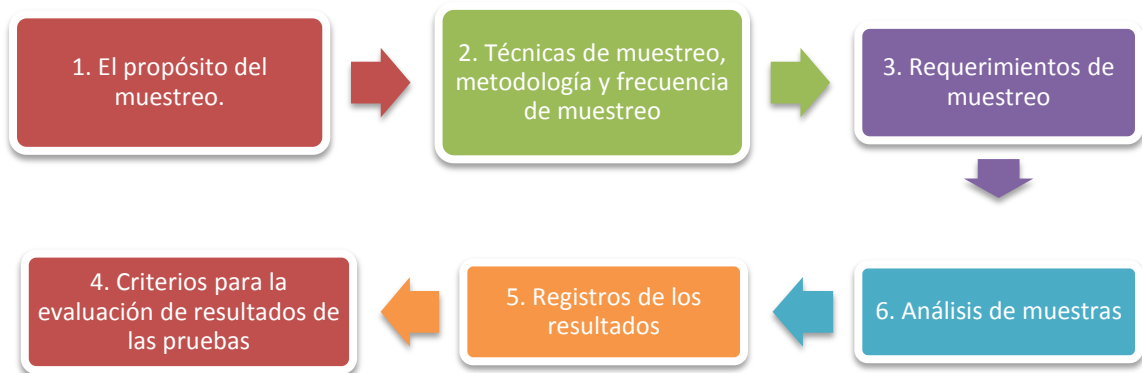 1. El propósito del
muestreo.
2. Técnicas de muestreo,
metodología y frecuencia
de muestreo
3. Requerimientos de
muestreo
4. Criterios para la
evaluación de resultados de
las pruebas
5. Registros de los
resultados
6. Análisis de muestras